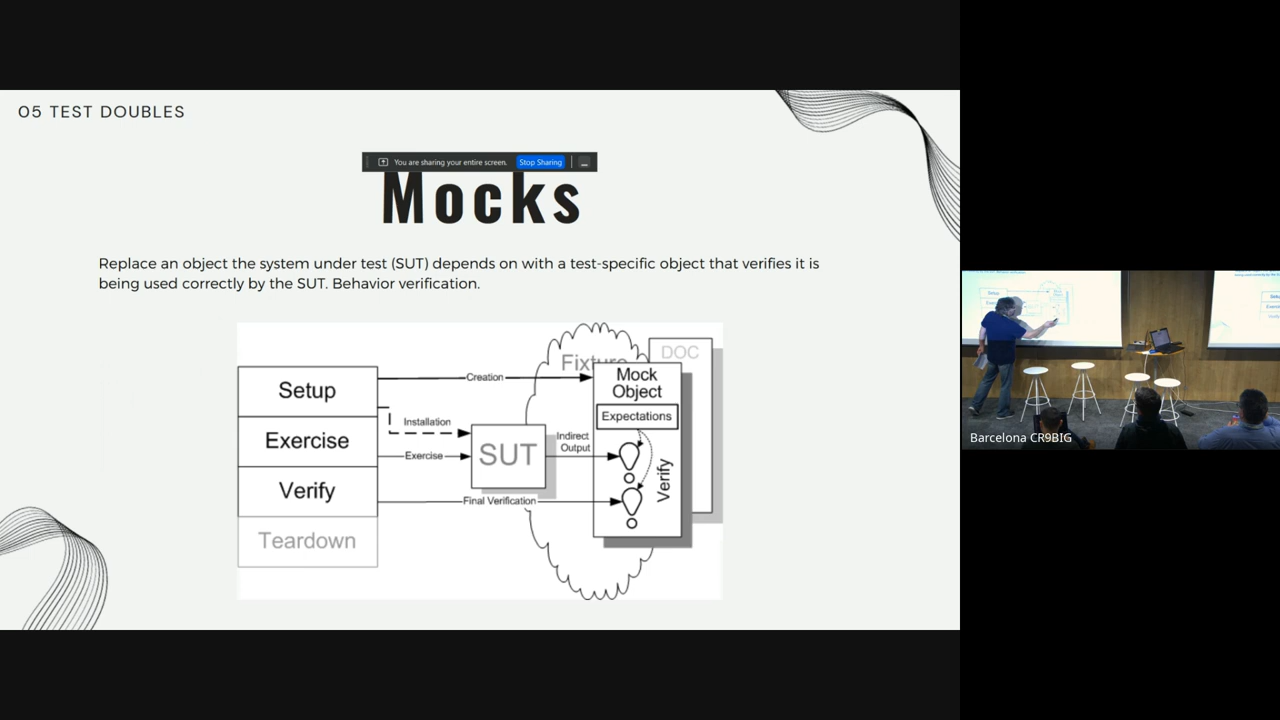 05 TEST DOUBLES
You are sharing your entire screen.
Stop Sharing
Mocks
Replace an object the system under test (SUT) depends on with a test-specific object that verifies it is
being used correctly by the SUT. Behavior verification.
Setup
Exercise
Verify
Teardown
Creation
Installation
Exercise
Final Verification
SUT
Indirect
Output
Fixture
DOC
Mock
Object
Expectations
Verify
Barcelona CR9BIG
Setup